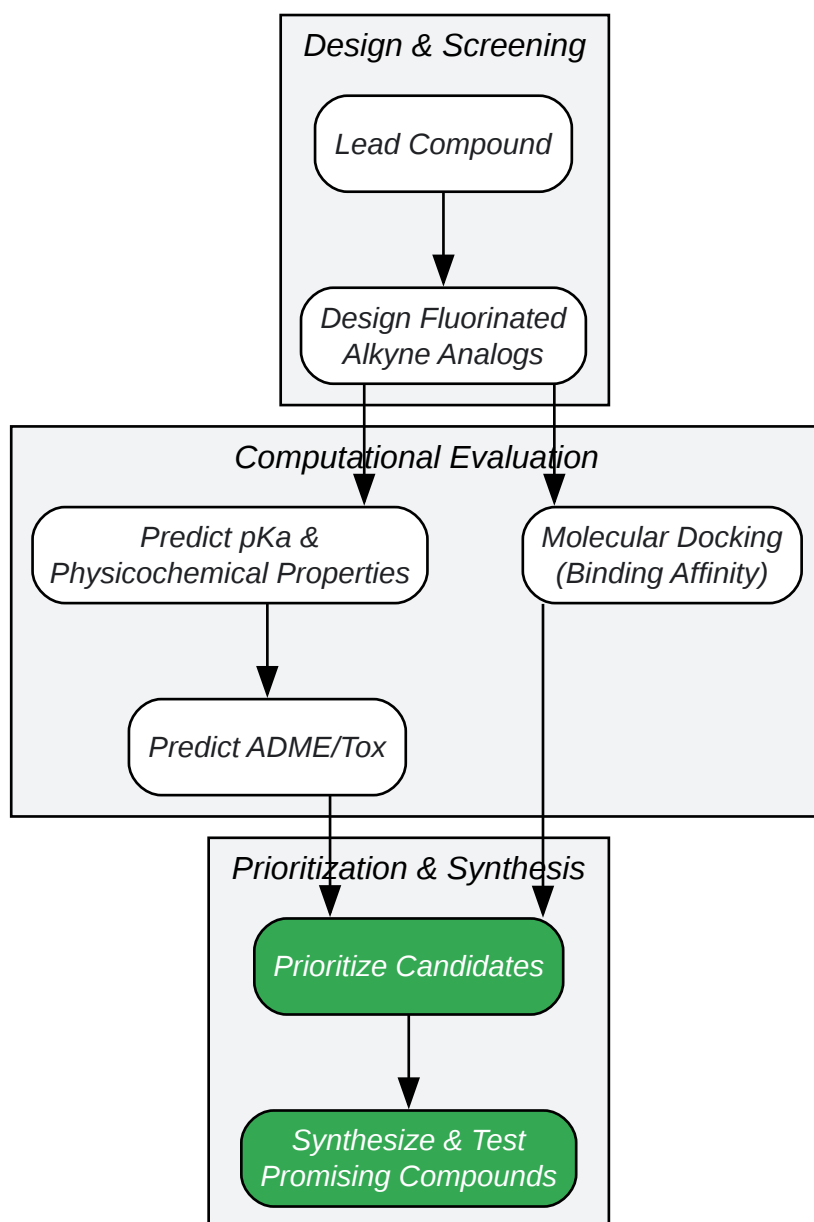 Design & Screening
Lead Compound
Design Fluorinated
Alkyne Analogs
Computational Evaluation
Predict pKa &
Physicochemical Properties
Molecular Docking
(Binding Affinity)
Predict ADME/Tox
Prioritization & Synthesis
Prioritize Candidates
Synthesize & Test
Promising Compounds